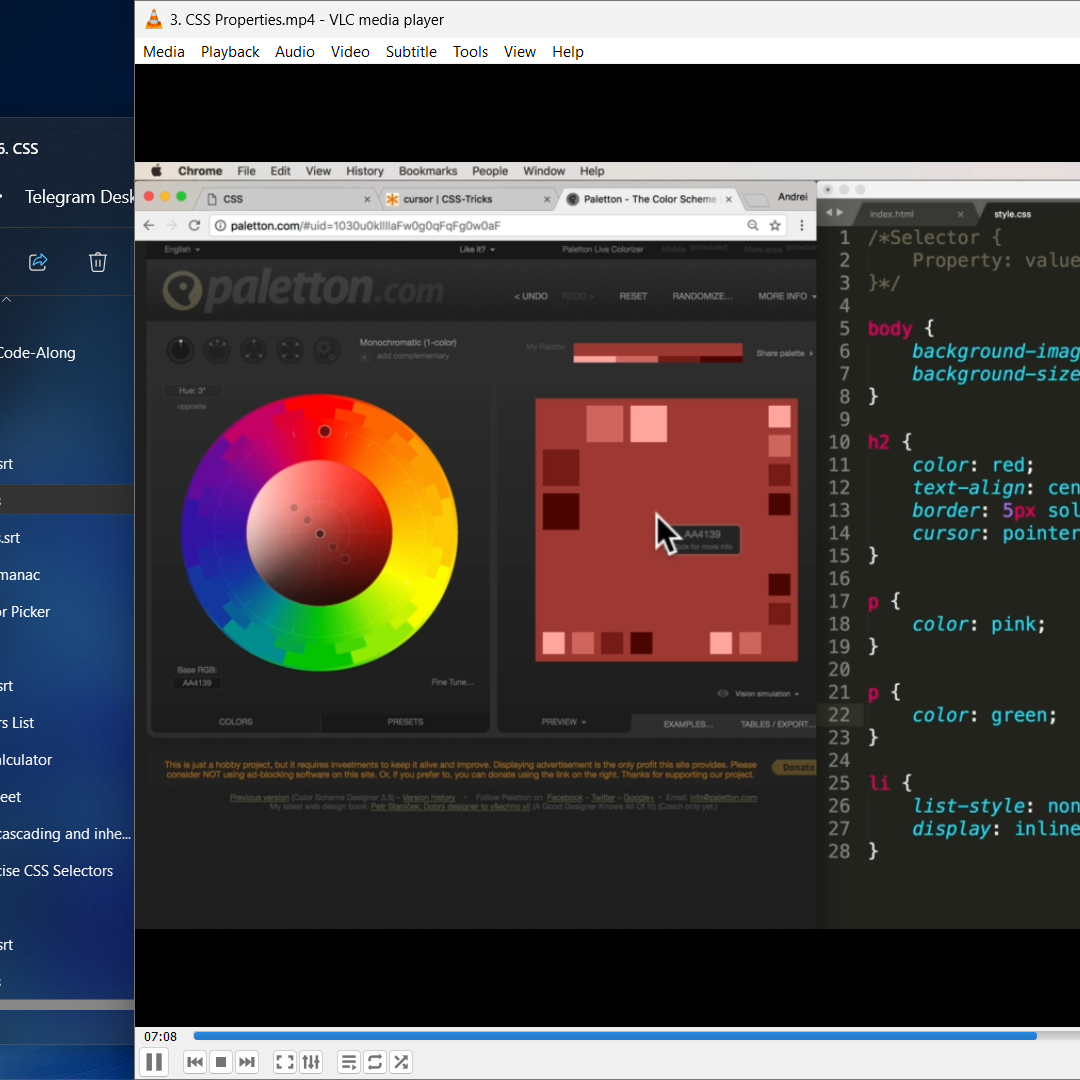 3. CSS Properties.mp4 - VLC media player
Media Playback Audio Video Subtitle Tools View Help
6. CSS
Telegram Desk
Code-Along
srt
s.srt
manac
or Picker
srt
rs List
alculator
eet
cascading and inhe...
cise CSS Selectors
srt
Chrome File Edit View History Bookmarks People Window Help
CSS
cursor | CSS-Tricks
Paletton - The Color Scheme
Andrei
paletton.com/#uid=1030u0kllllaFw0g0qFqFg0w0aF
English
Like it?
Paletton Live Colorizer
paletton.com
< UNDO
REDO >
RESET
RANDOMIZE...
MORE INFO
Monochromatic (1-color)
add complementary
My Palette:
Share palette
Hue: 3°
opposite
AA4139
click for more info
Base RGB:
AA4139
Fine Tune...
Vision simulation
COLORS
PRESETS
PREVIEW
EXAMPLES...
TABLES / EXPORT...
This is just a hobby project, but it requires investments to keep it alive and improve. Displaying advertisement is the only profit this site provides. Please
consider NOT using ad-blocking software on this site. Or, if you prefer to, you can donate using the link on the right. Thanks for supporting our project.
Donate
Previous version (Color Scheme Designer 3.5) – Version history • Follow Paletton on Facebook – Twitter – Google+ • Email: info@paletton.com
My latest web design book: Petr Staníček: Dobrý designer to všechno ví (A Good Designer Knows All Of It) (Czech only yet.)
index.html
style.css
1 /*Selector {
2 Property: value
3 }*/
4
5 body {
6 background-imag
7 background-size
8 }
9
10 h2 {
11 color: red;
12 text-align: cen
13 border: 5px sol
14 cursor: pointer
15 }
16
17 p {
18 color: pink;
19 }
20
21 p {
22 color: green;
23 }
24
25 li {
26 list-style: non
27 display: inline
28 }
07:08